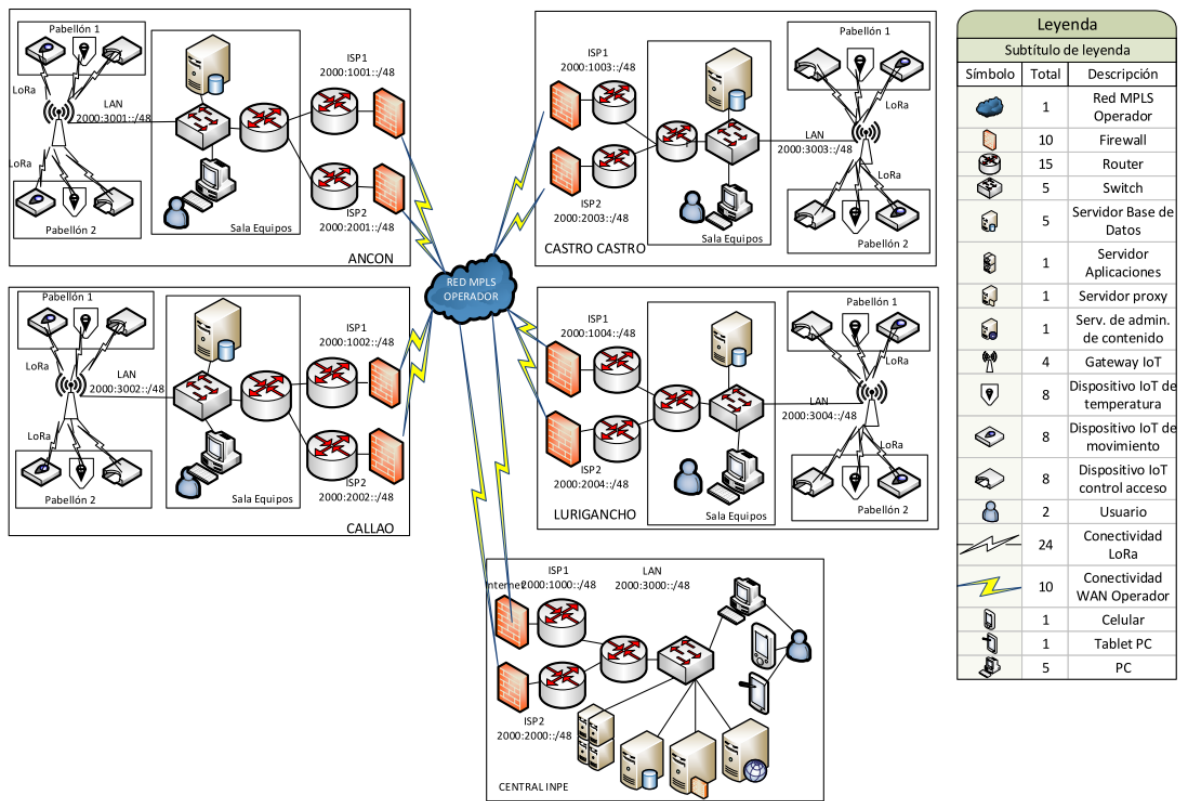 Pabellón 1
LoRa
LAN
2000:3001::/48
LoRa
Pabellón 2
Sala Equipos
ISP1
2000:1001::/48
ISP2
2000:2001::/48
ANCON
ISP1
2000:1003::/48
ISP2
2000:2003::/48
CASTRO CASTRO
Sala Equipos
LAN
2000:3003::/48
Pabellón 1
LoRa
LoRa
Pabellón 2
RED MPLS
OPERADOR
Pabellón 1
LoRa
LAN
2000:3002::/48
LoRa
Pabellón 2
Sala Equipos
ISP1
2000:1002::/48
ISP2
2000:2002::/48
CALLAO
ISP1
2000:1004::/48
ISP2
2000:2004::/48
LURIGANCHO
Sala Equipos
LAN
2000:3004::/48
Pabellón 1
LoRa
LoRa
Pabellón 2
Internet
ISP1
2000:1000::/48
LAN
2000:3000::/48
ISP2
2000:2000::/48
CENTRAL INPE
Leyenda
Subtítulo de leyenda
Símbolo Total Descripción
1 Red MPLS
Operador
10 Firewall
15 Router
5 Switch
5 Servidor Base de
Datos
1 Servidor
Aplicaciones
1 Servidor proxy
1 Serv. de admin.
de contenido
4 Gateway IoT
8 Dispositivo IoT de
temperatura
8 Dispositivo IoT de
movimiento
8 Dispositivo IoT
control acceso
2 Usuario
24 Conectividad
LoRa
10 Conectividad
WAN Operador
1 Celular
1 Tablet PC
5 PC